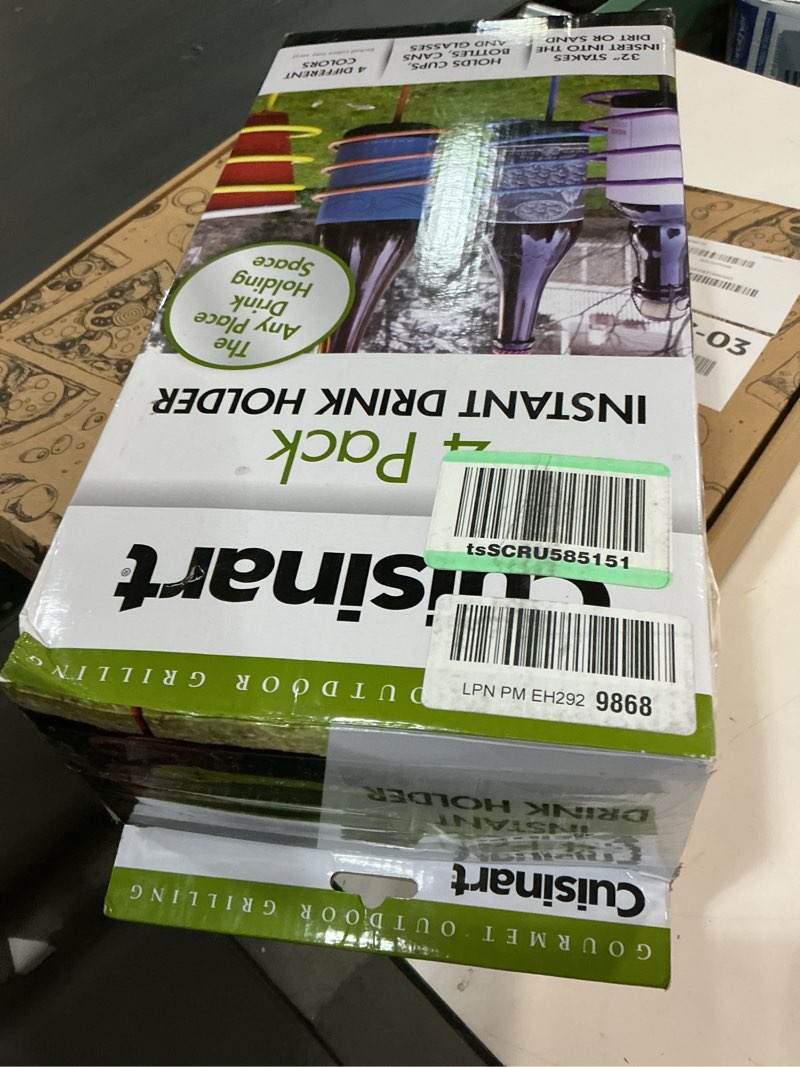 GOURMET OUTDOOR GRILLING
Cuisinart
INSTANT
DRINK HOLDER
OUTDOOR GRILLIN
Cuisinart®
4 Pack
INSTANT DRINK HOLDER
The
Any Place
Drink
Holding
Space
32" STAKES
INSERT INTO THE
DIRT OR SAND
HOLDS CUPS,
BOTTLES, CANS
AND GLASSES
4 DIFFERENT
COLORS
tsSCRU585151
LPN PM EH292 9868
-03